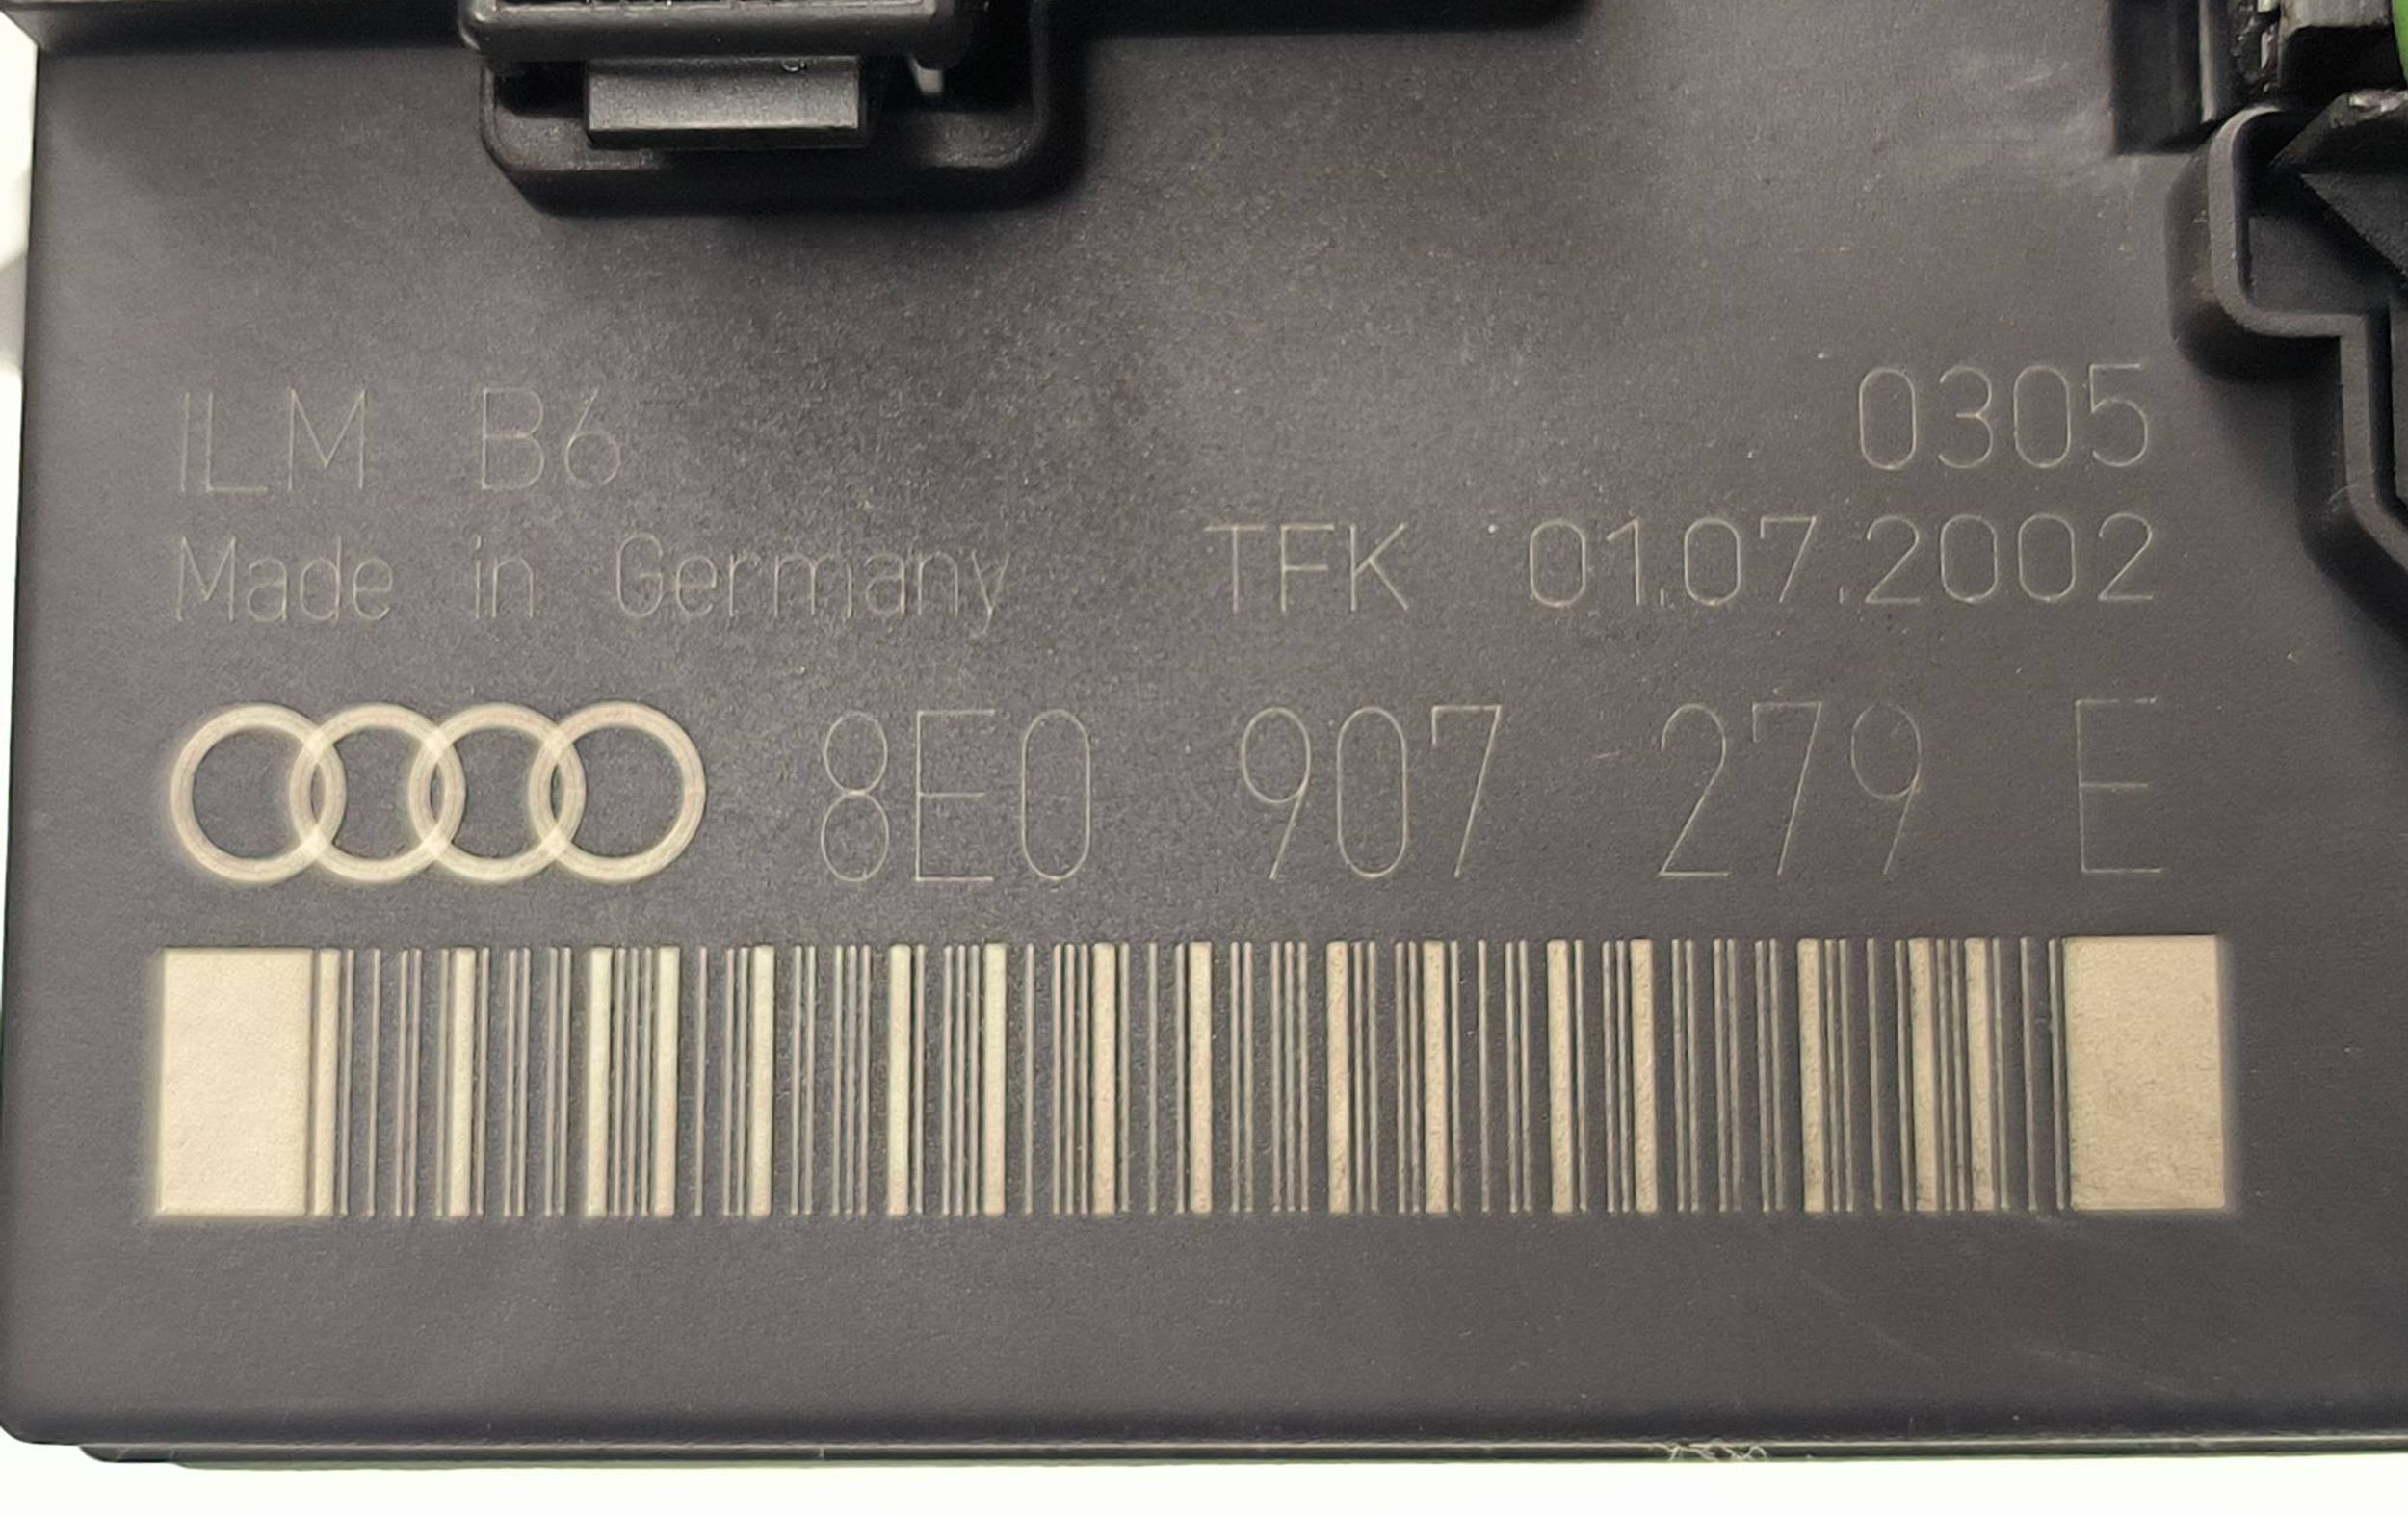 ILM B6 0305
Made in Germany TFK 01.07.2002
8E0 907 279 E